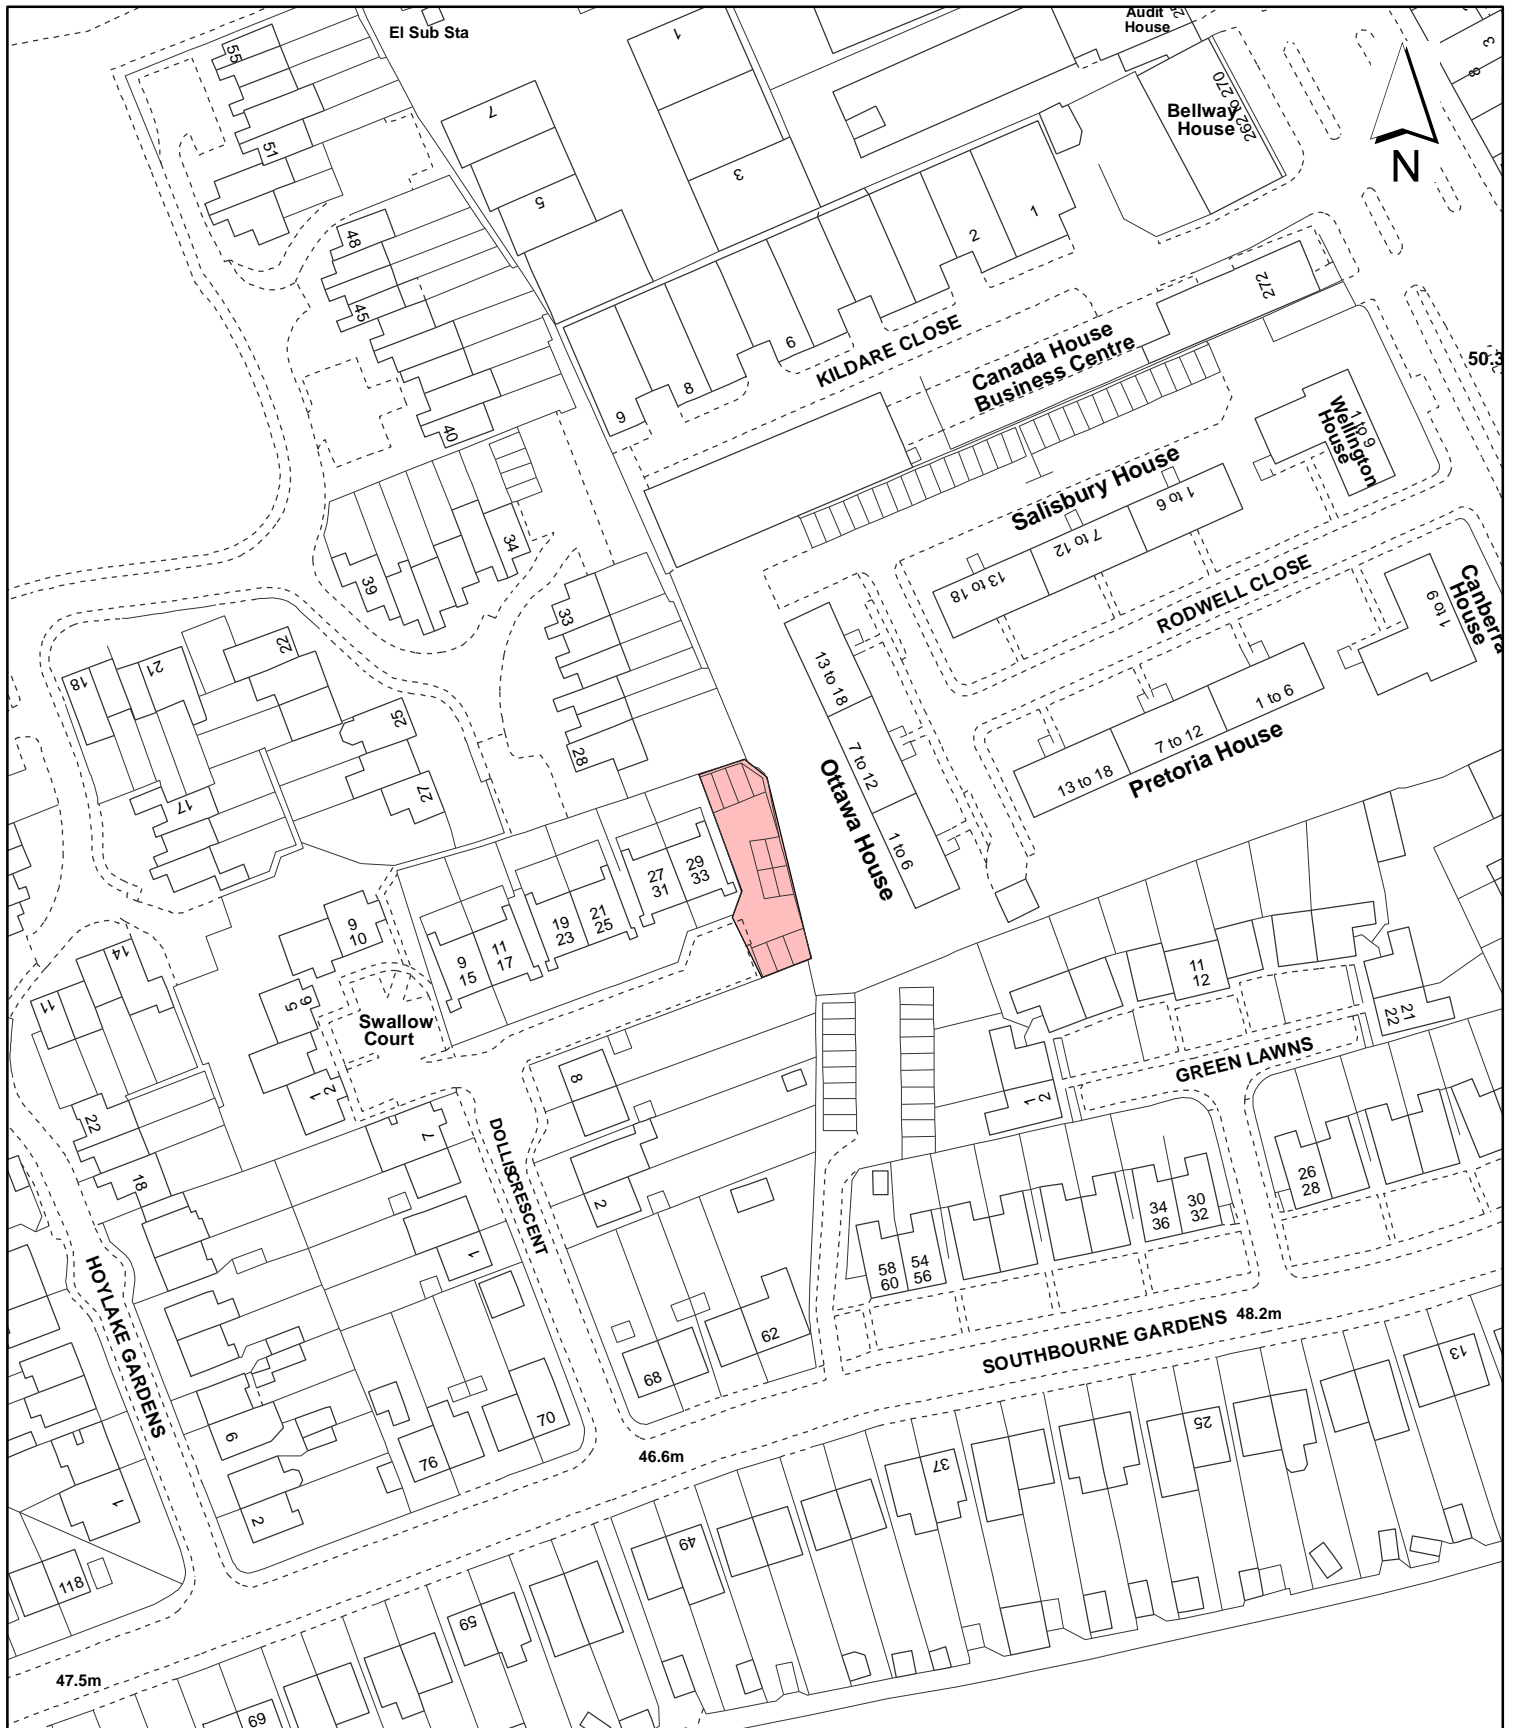 El Sub Sta
Audit
House
Bellway
House
262 to 270
N
55
51
48
45
40
39
34
33
28
7
5
1
3
1
2
6
8
9
3
8
272
KILDARE CLOSE
Canada House
Business Centre
50.3
1 to 9
Wellington
House
Salisbury House
1 to 6
7 to 12
13 to 18
RODWELL CLOSE
Canberra
House
1 to 9
13 to 18
7 to 12
1 to 6
Ottawa House
1 to 6
7 to 12
13 to 18
Pretoria House
18
21
22
25
27
17
14
11
9
10
5
6
1
2
Swallow
Court
9
15
11
17
19
23
21
25
27
31
29
33
22
18
7
1
8
2
DOLLIS CRESCENT
HOYLAKE GARDENS
11
12
21
22
1
2
GREEN LAWNS
26
28
30
32
34
36
54
56
58
60
62
68
70
76
6
2
1
118
SOUTHBOURNE GARDENS
48.2m
46.6m
47.5m
13
25
37
49
59
69